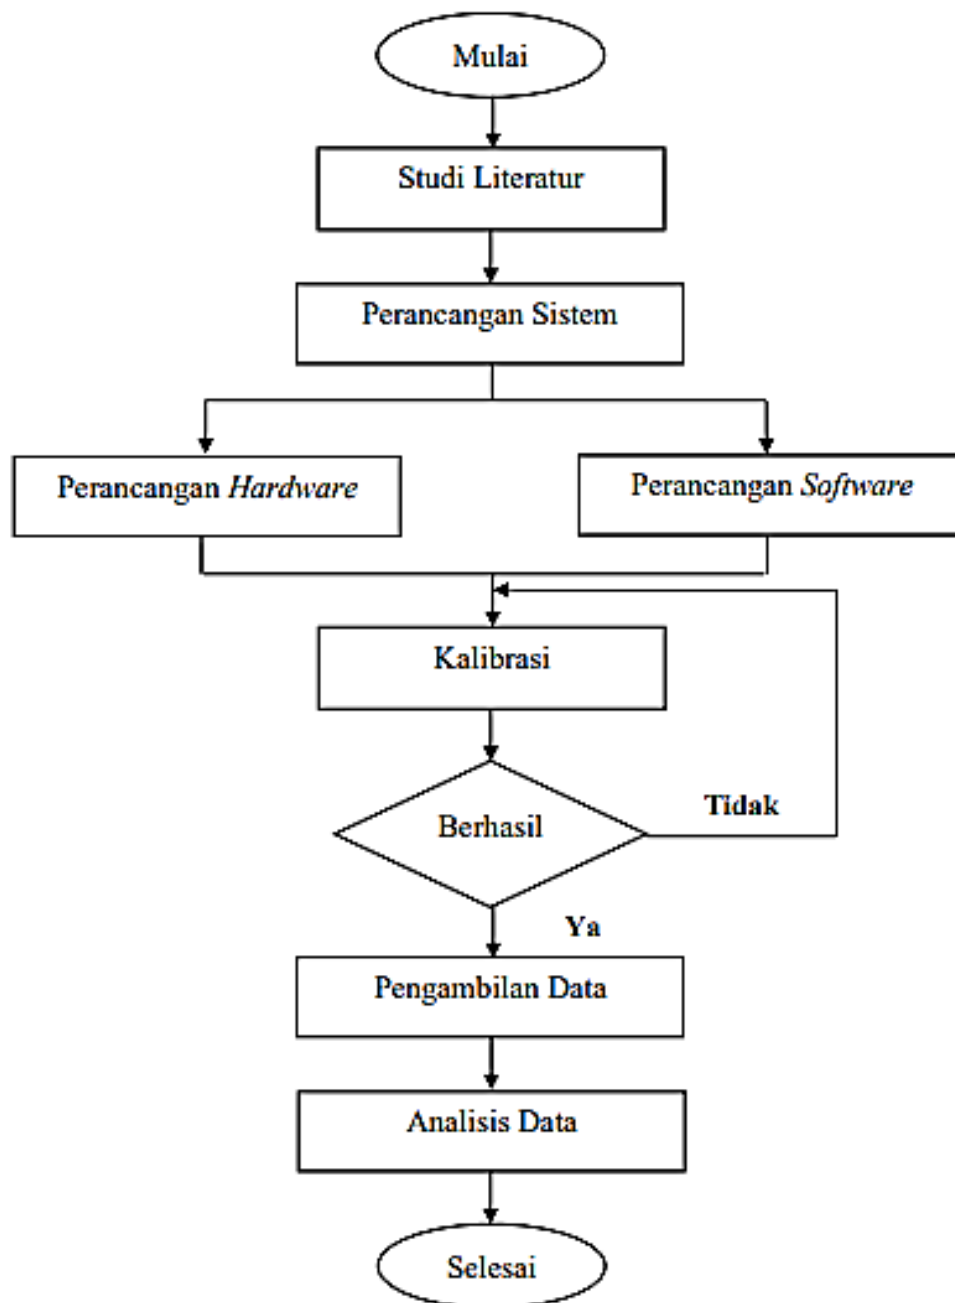 Mulai
Studi Literatur
Perancangan Sistem
Perancangan Hardware
Perancangan Software
Kalibrasi
Berhasil
Tidak
Ya
Pengambilan Data
Analisis Data
Selesai